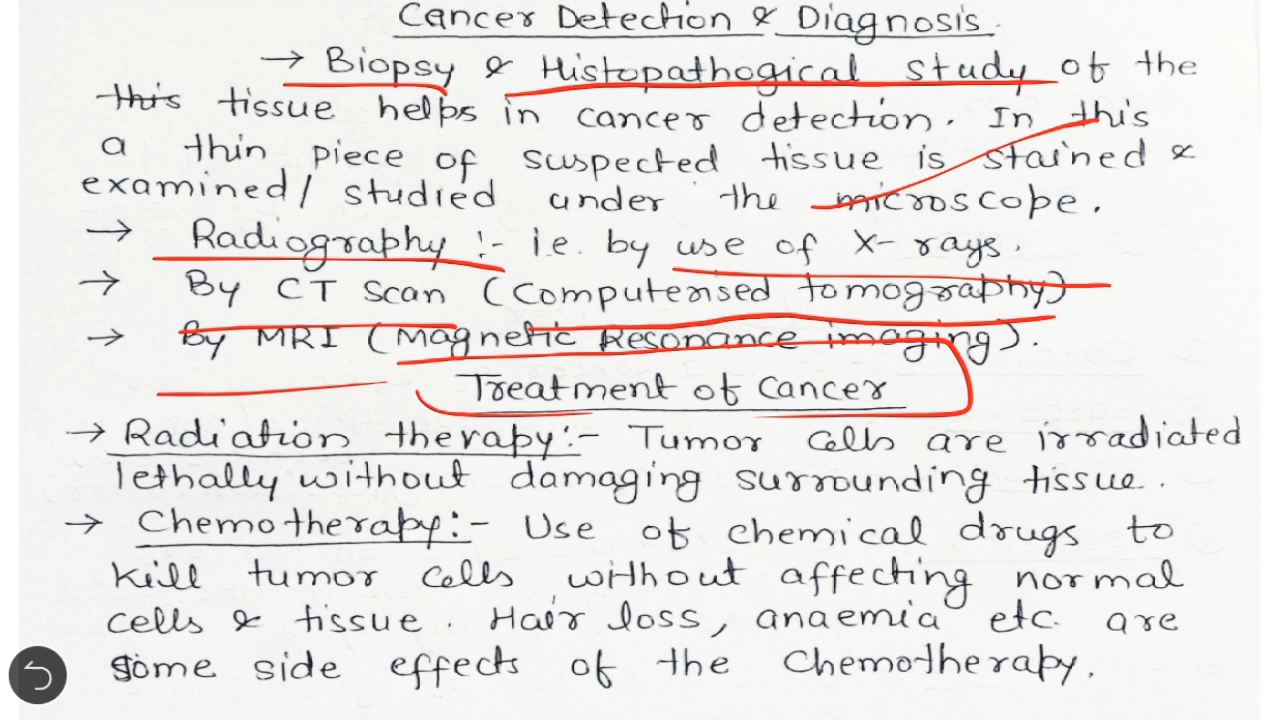 Cancer Detection & Diagnosis.
→ Biopsy & Histopathogical study of the
this tissue helps in cancer detection. In this
a thin piece of suspected tissue is stained &
examined/ studied under the microscope.
→ Radiography :- i.e. by use of X-rays.
→ By CT Scan (Computerised tomography)
→ By MRI (Magnetic Resonance imaging).
Treatment of Cancer
→ Radiation therapy:- Tumor cells are irradiated
lethally without damaging surrounding tissue.
→ Chemotherapy:- Use of chemical drugs to
kill tumor cells without affecting normal
cells & tissue. Hair loss, anaemia etc. are
some side effects of the Chemotherapy.